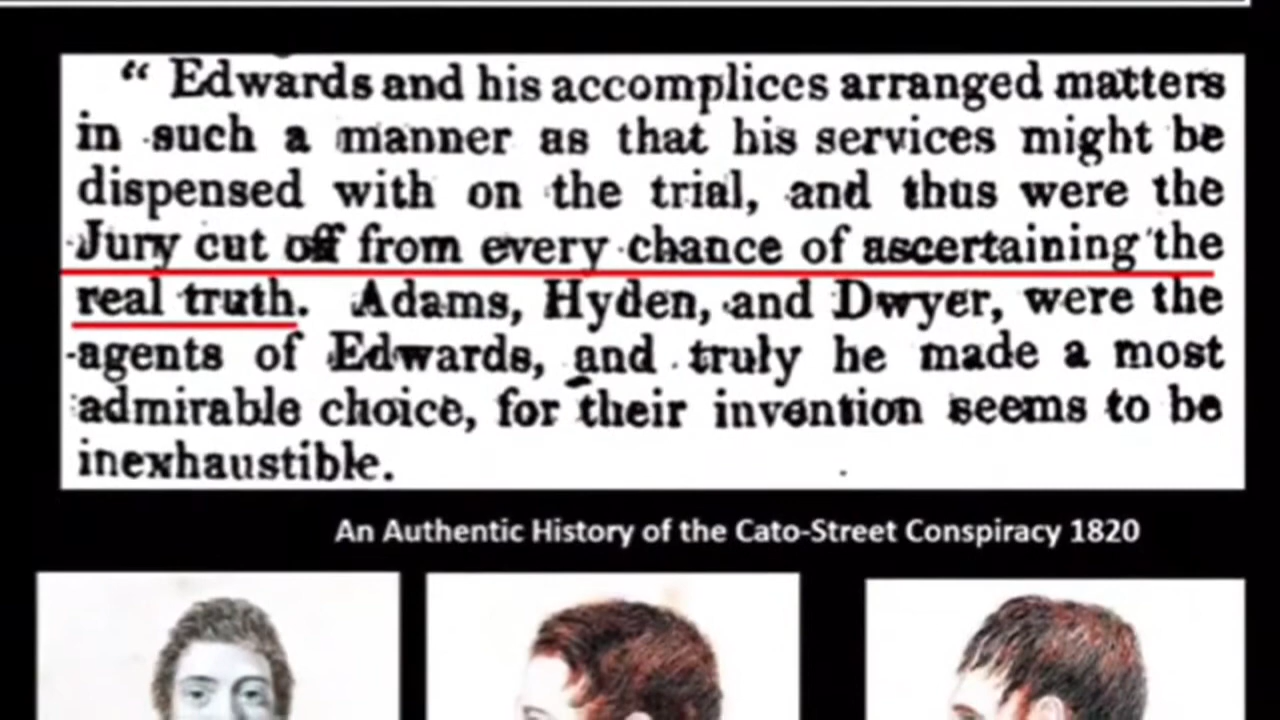 “ Edwards and his accomplices arranged matters
in such a manner as that his services might be
dispensed with on the trial, and thus were the
Jury cut off from every chance of ascertaining the
real truth. Adams, Hyden, and Dwyer, were the
agents of Edwards, and truly he made a most
admirable choice, for their invention seems to be
inexhaustible.
An Authentic History of the Cato-Street Conspiracy 1820